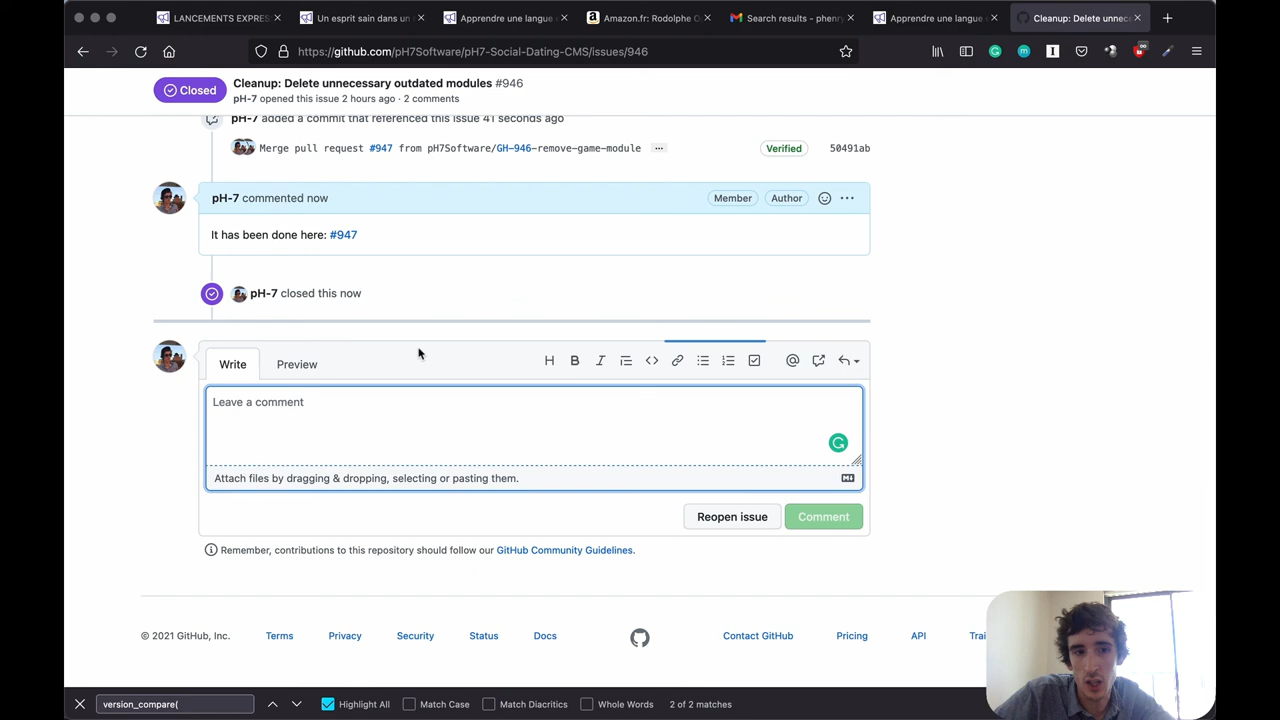 LANCEMENTS EXPRES
Un esprit sain dans un
Apprendre une langue
Amazon.fr: Rodolphe
Search results - phenry
Apprendre une langue
Cleanup: Delete unnec
https://github.com/pH7Software/pH7-Social-Dating-CMS/issues/946
Closed
Cleanup: Delete unnecessary outdated modules #946
pH-7 opened this issue 2 hours ago · 2 comments
pH-7 added a commit that referenced this issue 41 seconds ago
Merge pull request #947 from pH7Software/GH-946-remove-game-module ... Verified 50491ab
pH-7 commented now Member Author ...
It has been done here: #947
pH-7 closed this now
Write Preview H B I @
Leave a comment
Attach files by dragging & dropping, selecting or pasting them.
Reopen issue Comment
Remember, contributions to this repository should follow our GitHub Community Guidelines.
© 2021 GitHub, Inc. Terms Privacy Security Status Docs Contact GitHub Pricing API Trai
version_compare( Highlight All Match Case Match Diacritics Whole Words 2 of 2 matches